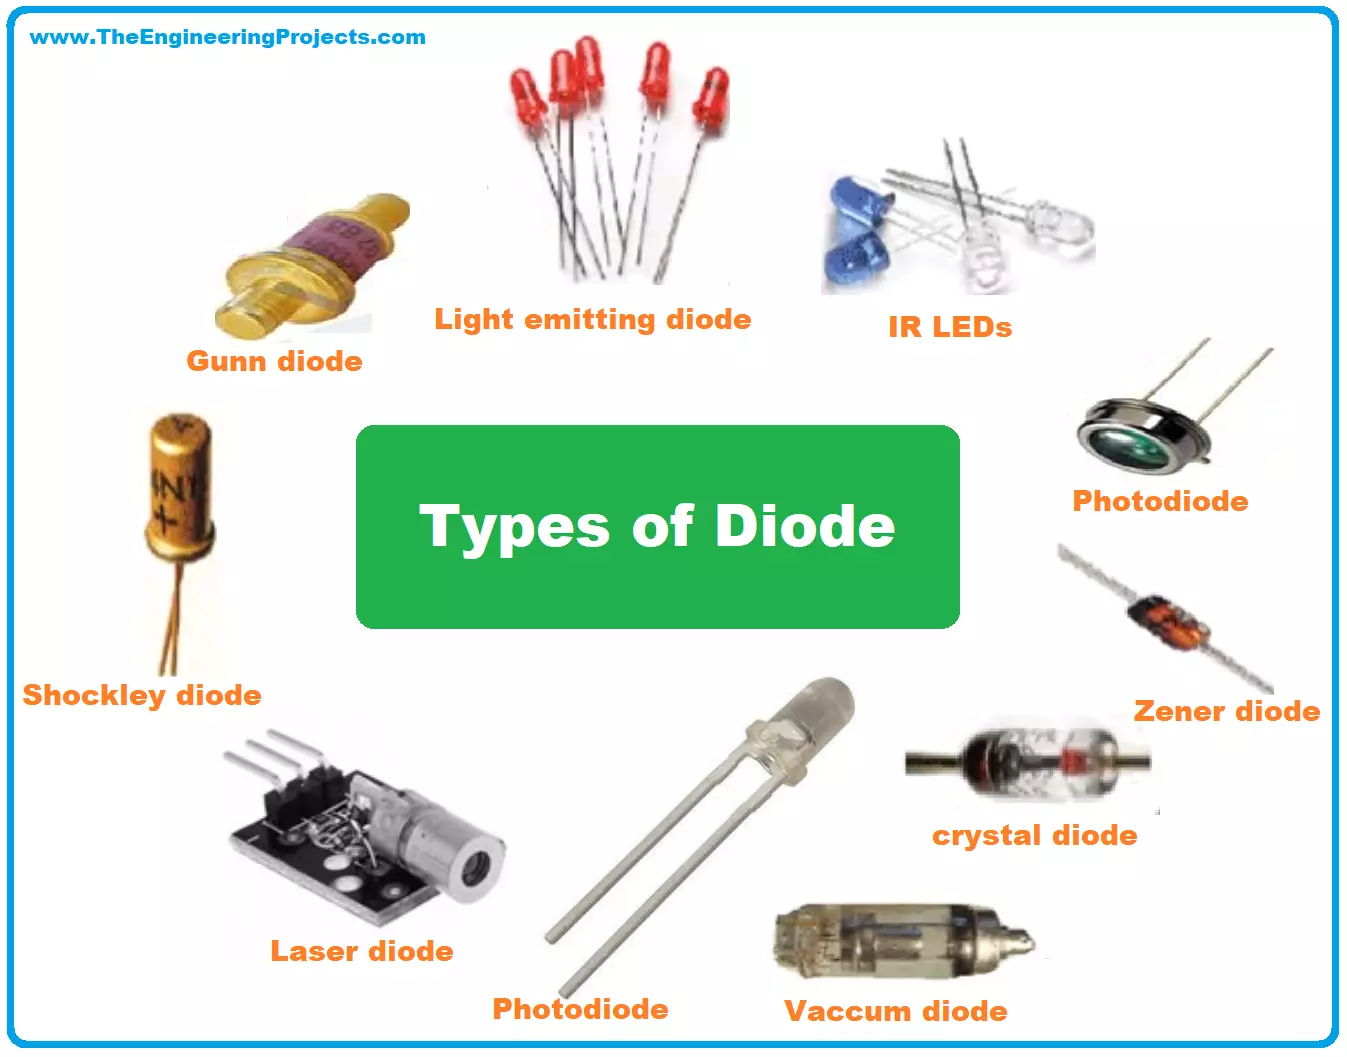 www.TheEngineeringProjects.com
Light emitting diode
IR LEDs
Gunn diode
Photodiode
4N1
+
Types of Diode
Shockley diode
Zener diode
crystal diode
Laser diode
Photodiode
Vaccum diode